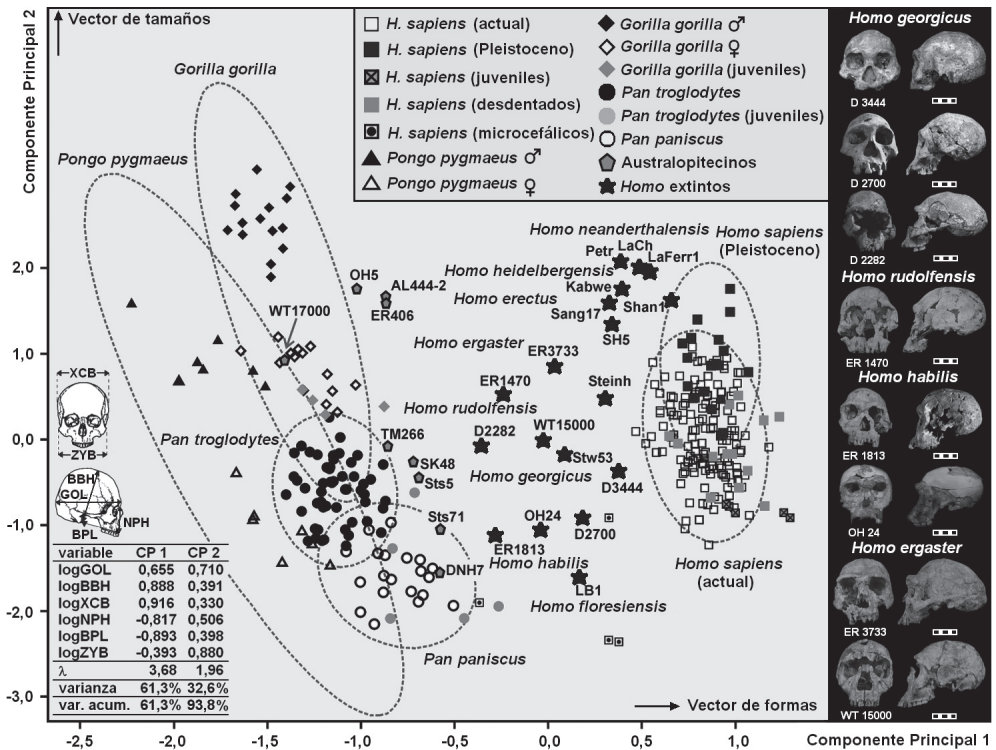 Componente Principal 2
Vector de tamaños
Gorilla gorilla
Pongo pygmaeus
H. sapiens (actual)
H. sapiens (Pleistoceno)
H. sapiens (juveniles)
H. sapiens (desdentados)
H. sapiens (microcefálicos)
Pongo pygmaeus ♂
Pongo pygmaeus ♀
Gorilla gorilla ♂
Gorilla gorilla ♀
Gorilla gorilla (juveniles)
Pan troglodytes
Pan troglodytes (juveniles)
Pan paniscus
Australopitecinos
Homo extintos
Homo neanderthalensis
Petr
LaCh
LaFerr1
Homo sapiens
(Pleistoceno)
Homo heidelbergensis
Kabwe
Homo erectus
Sang17
Shan1
SH5
OH5
AL444-2
ER406
WT17000
Homo ergaster
ER3733
ER1470
Steinh
Homo rudolfensis
Pan troglodytes
TM266
D2282
WT15000
Stw53
SK48
Sts5
Homo georgicus
D3444
Sts71
OH24
D2700
ER1813
Homo habilis
DNH7
LB1
Homo floresiensis
Homo sapiens
(actual)
Pan paniscus
2,0
1,0
0,0
-1,0
-2,0
-3,0
XCB
ZYB
BBH
GOL
NPH
BPL
variable CP 1 CP 2
logGOL 0,655 0,710
logBBH 0,888 0,391
logXCB 0,916 0,330
logNPH -0,817 0,506
logBPL -0,893 0,398
logZYB -0,393 0,880
λ 3,68 1,96
varianza 61,3% 32,6%
var. acum. 61,3% 93,8%
Vector de formas
-2,5 -2,0 -1,5 -1,0 -0,5 0,0 0,5 1,0 Componente Principal 1
Homo georgicus
D 3444
D 2700
D 2282
Homo rudolfensis
ER 1470
Homo habilis
ER 1813
OH 24
Homo ergaster
ER 3733
WT 15000